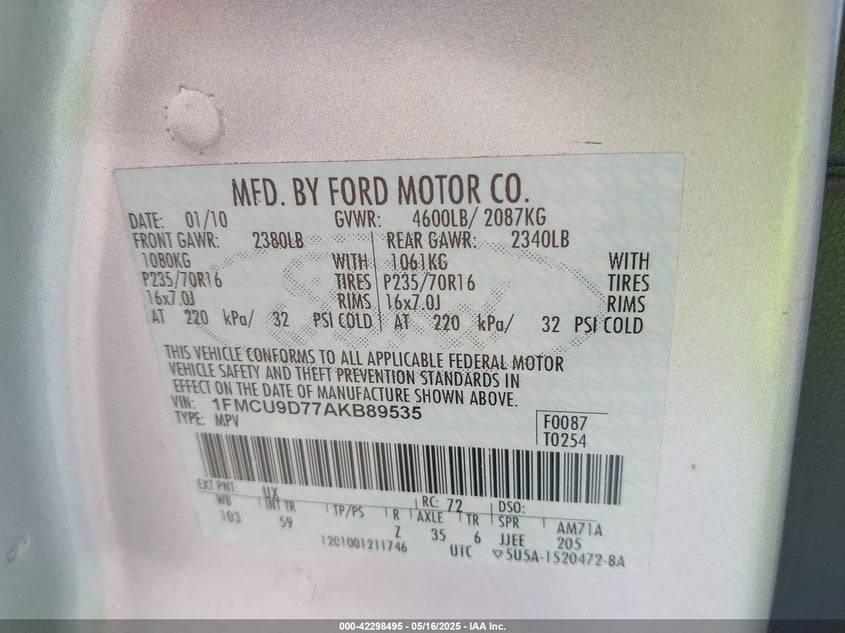 MFD. BY FORD MOTOR CO.
DATE: 01/10 GVWR: 4600LB/ 2087KG
FRONT GAWR: 2380LB REAR GAWR: 2340LB
1080KG WITH 1061KG WITH
P235/70R16 TIRES P235/70R16 TIRES
16x7.0J RIMS 16x7.0J RIMS
AT 220 kPa/ 32 PSI COLD AT 220 kPa/ 32 PSI COLD
THIS VEHICLE CONFORMS TO ALL APPLICABLE FEDERAL MOTOR
VEHICLE SAFETY AND THEFT PREVENTION STANDARDS IN
EFFECT ON THE DATE OF MANUFACTURE SHOWN ABOVE.
VIN: 1FMCU9D77AKB89535
TYPE: MPV
F0087
T0254
EXT PNT: UX RC: 72 DSO:
WB INT TR TP/PS R AXLE TR SPR AM71A
103 59 Z 35 6 JJEE 205
12C1001211746 UTC ▽5U5A-1520472-BA
000-42298495 - 05/16/2025 - IAA Inc.